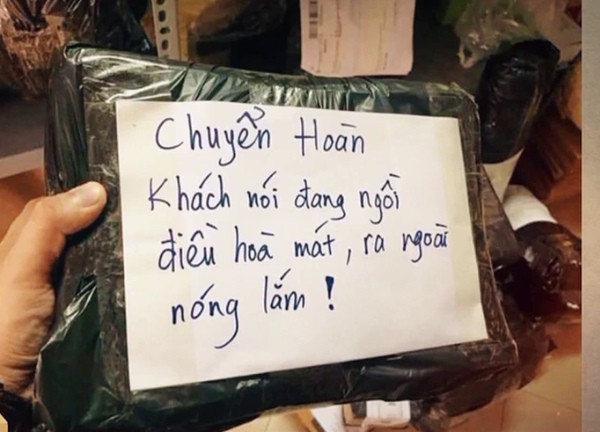 Chuyển Hoàn
Khách nói đang ngồi
điều hoà mát, ra ngoài
nóng lắm !